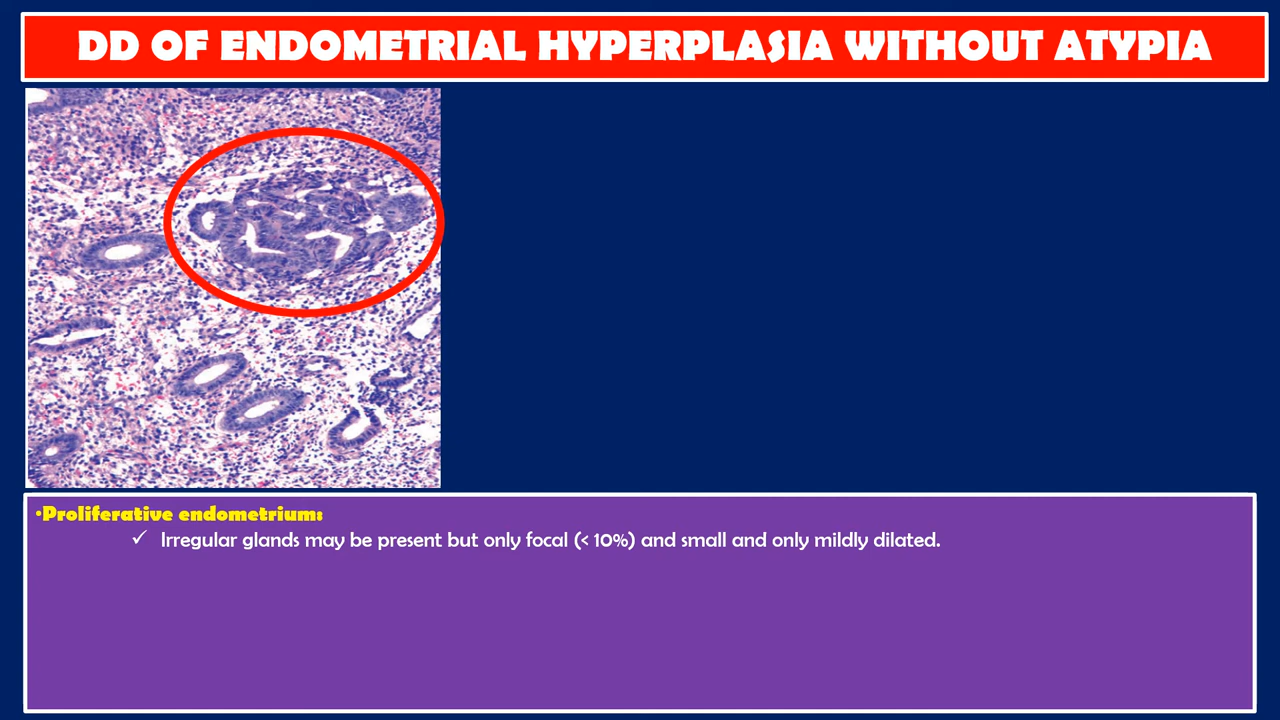 DD OF ENDOMETRIAL HYPERPLASIA WITHOUT ATYPIA
•Proliferative endometrium:
✓ Irregular glands may be present but only focal (< 10%) and small and only mildly dilated.